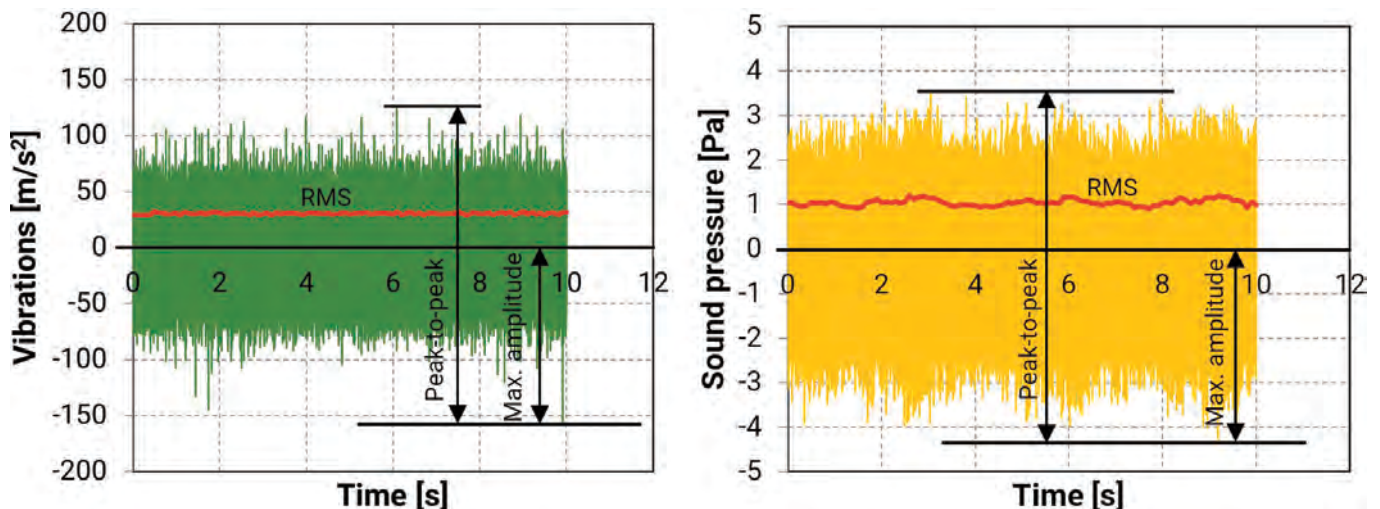 Vibrations [m/s²]
200
150
100
50
0
-50
-100
-150
-200
0 2 4 6 8 10 12
RMS
Peak-to-peak
Max. amplitude
Time [s]
Sound pressure [Pa]
5
4
3
2
1
0
-1
-2
-3
-4
-5
0 2 4 6 8 10 12
RMS
Peak-to-peak
Max. amplitude
Time [s]